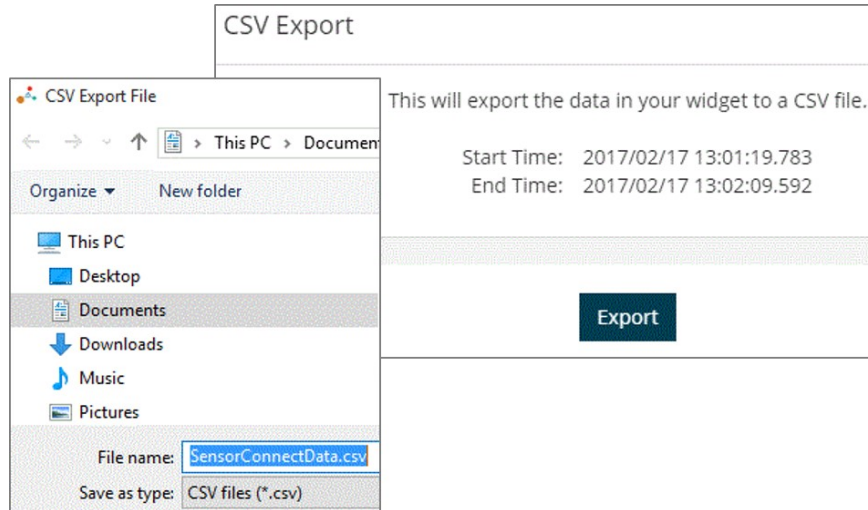 CSV Export
This will export the data in your widget to a CSV file.
Start Time: 2017/02/17 13:01:19.783
End Time: 2017/02/17 13:02:09.592
Export
CSV Export File
This PC > Documen
Organize New folder
This PC
Desktop
Documents
Downloads
Music
Pictures
File name: SensorConnectData.csv
Save as type: CSV files (*.csv)